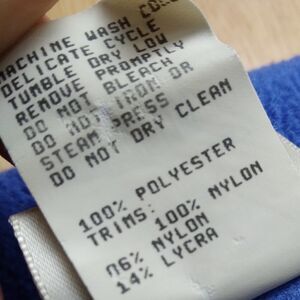 MACHINE WASH COLD
DELICATE CYCLE
TUMBLE DRY LOW
REMOVE PROMPTLY
DO NOT BLEACH
DO NOT IRON OR
STEAM PRESS
DO NOT DRY CLEAN
100% POLYESTER
TRIMS: 100% NYLON
86% NYLON
14% LYCRA